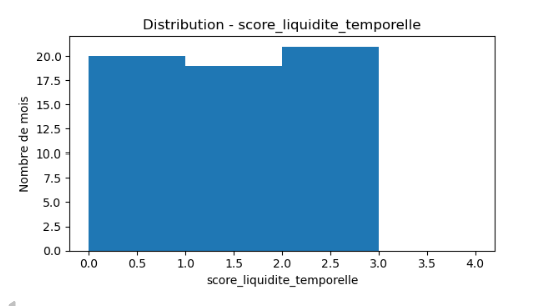 Distribution - score_liquidite_temporelle
Nombre de mois
20.0
17.5
15.0
12.5
10.0
7.5
5.0
2.5
0.0
0.0 0.5 1.0 1.5 2.0 2.5 3.0 3.5 4.0
score_liquidite_temporelle